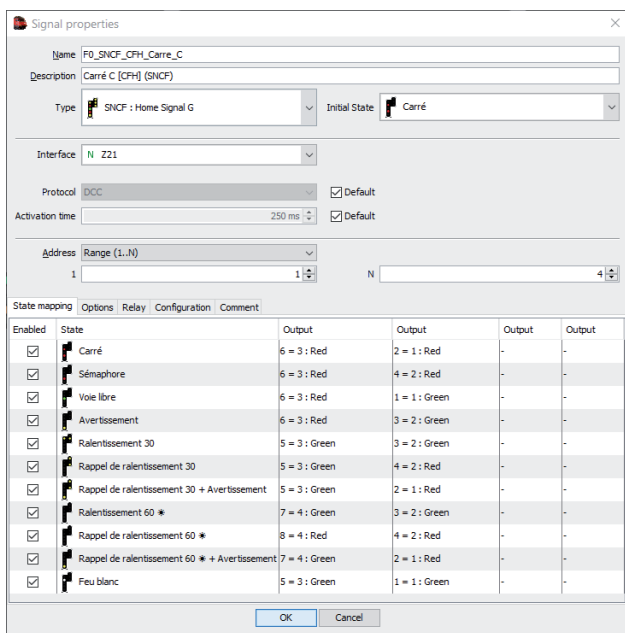 Signal properties
Name F0_SNCF_CFH_Carre_C
Description Carré C [CFH] (SNCF)
Type SNCF : Home Signal G Initial State Carré
Interface N Z21
Protocol DCC Default
Activation time 250 ms Default
Address Range (1..N)
1 1 N 4
State mapping Options Relay Configuration Comment
Enabled State Output Output Output Output
Carré 6 = 3 : Red 2 = 1 : Red - -
Sémaphore 6 = 3 : Red 4 = 2 : Red - -
Voie libre 6 = 3 : Red 1 = 1 : Green - -
Avertissement 6 = 3 : Red 3 = 2 : Green - -
Ralentissement 30 5 = 3 : Green 3 = 2 : Green - -
Rappel de ralentissement 30 5 = 3 : Green 4 = 2 : Red - -
Rappel de ralentissement 30 + Avertissement 5 = 3 : Green 2 = 1 : Red - -
Ralentissement 60 ☀ 7 = 4 : Green 3 = 2 : Green - -
Rappel de ralentissement 60 ☀ 8 = 4 : Red 4 = 2 : Red - -
Rappel de ralentissement 60 ☀ + Avertissement 7 = 4 : Green 2 = 1 : Red - -
Feu blanc 5 = 3 : Green 1 = 1 : Green - -
OK Cancel